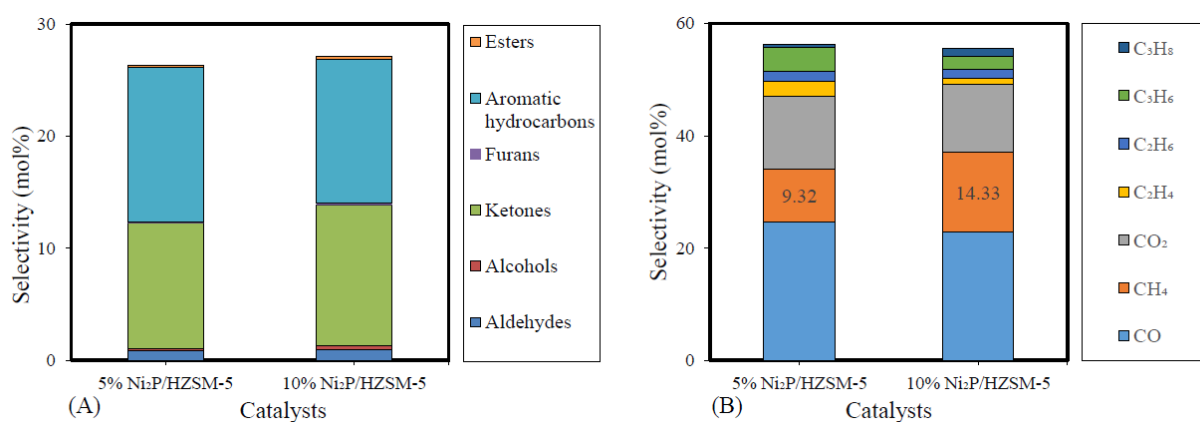 30
20
10
0
Selectivity (mol%)
5% Ni₂P/HZSM-5
10% Ni₂P/HZSM-5
Catalysts
(A)
Esters
Aromatic
hydrocarbons
Furans
Ketones
Alcohols
Aldehydes
60
40
20
0
Selectivity (mol%)
9.32
14.33
5% Ni₂P/HZSM-5
10% Ni₂P/HZSM-5
Catalysts
(B)
C₃H₈
C₃H₆
C₂H₆
C₂H₄
CO₂
CH₄
CO